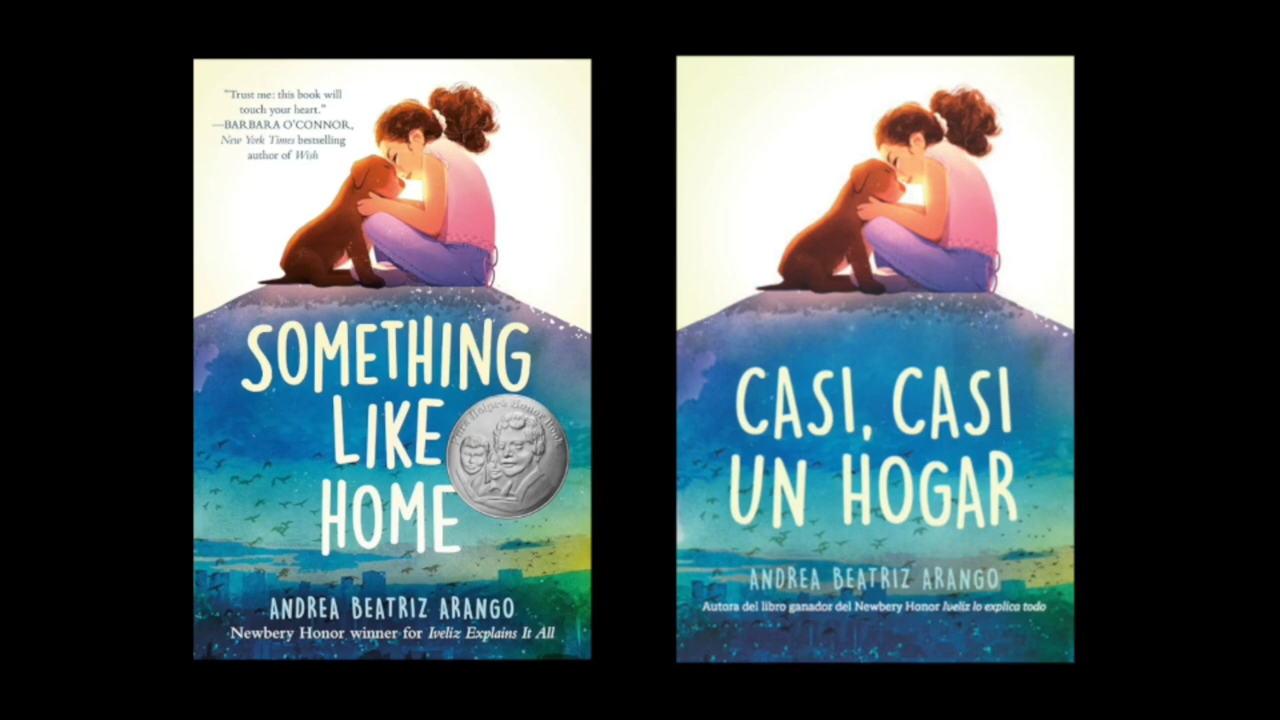 "Trust me: this book will
touch your heart."
—BARBARA O'CONNOR,
New York Times bestselling
author of Wish
SOMETHING
LIKE
HOME
ANDREA BEATRIZ ARANGO
Newbery Honor winner for Iveliz Explains It All
CASI, CASI
UN HOGAR
ANDREA BEATRIZ ARANGO
Autora del libro ganador del Newbery Honor Iveliz lo explica todo